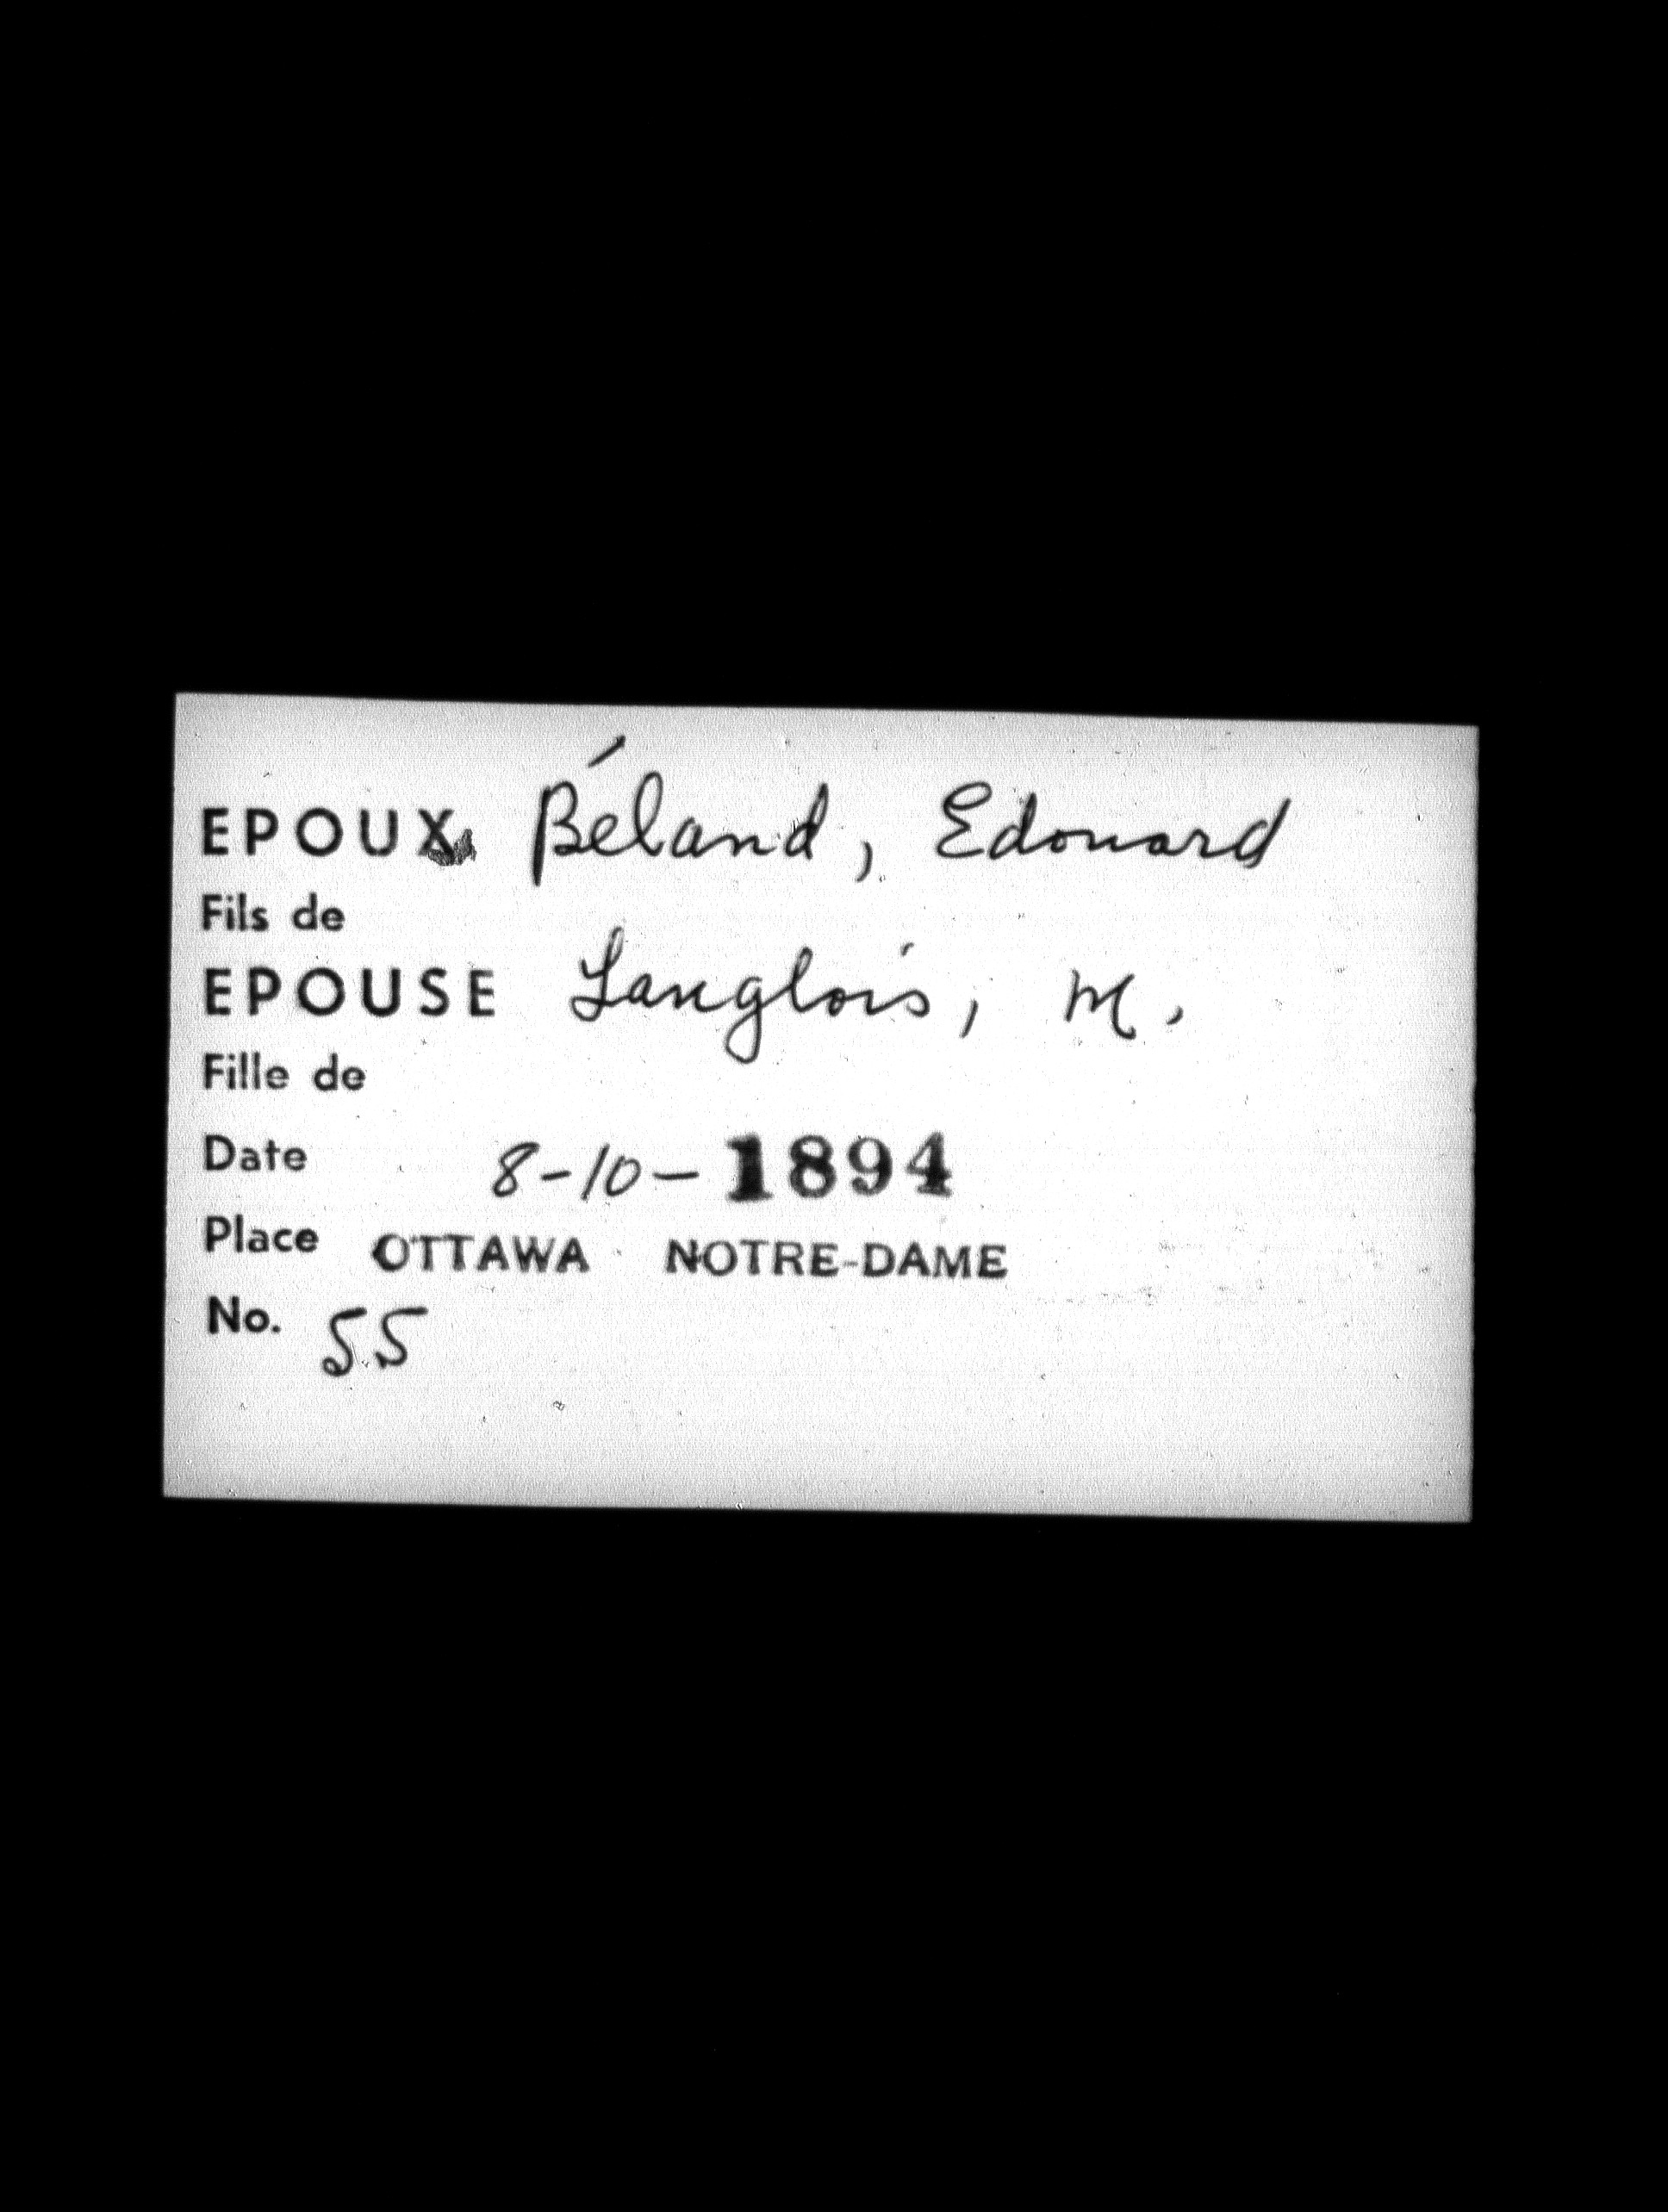 EPOUX Béland, Edouard
Fils de
EPOUSE Langlois, M.
Fille de
Date 8-10-1894
Place OTTAWA NOTRE-DAME
No. 55